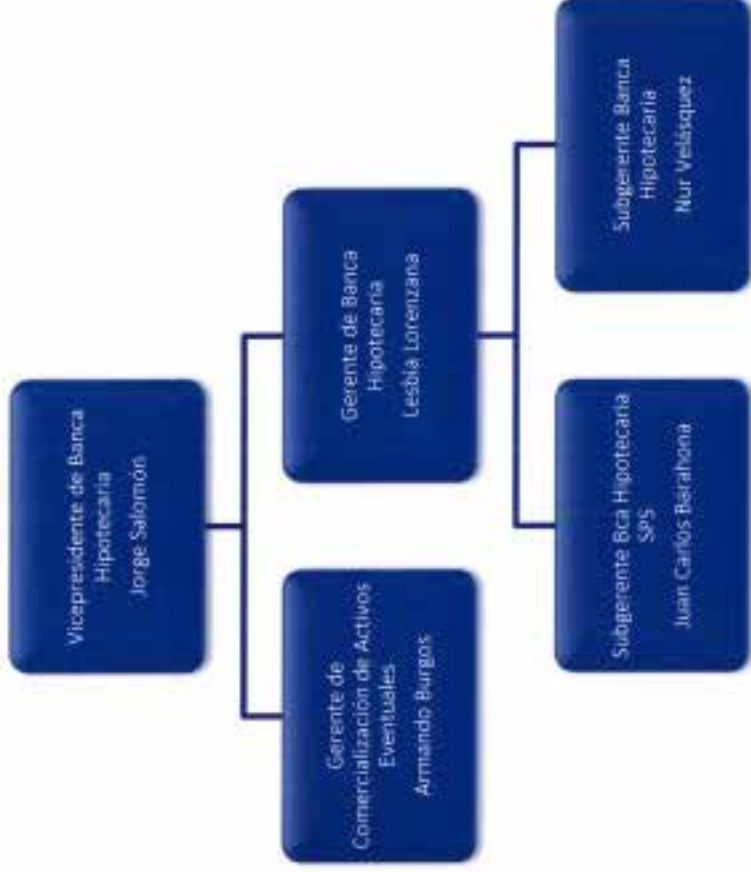 Vicepresidente de Banca
Hipotecaria
Jorge Salomón
Gerente de
Comercialización de Activos
Eventuales
Armando Burgos
Gerente de Banca
Hipotecaria
Lesbia Lorenzana
Subgerente Bca Hipotecaria
SPS
Juan Carlos Barahona
Subgerente Banca
Hipotecaria
Nur Velásquez